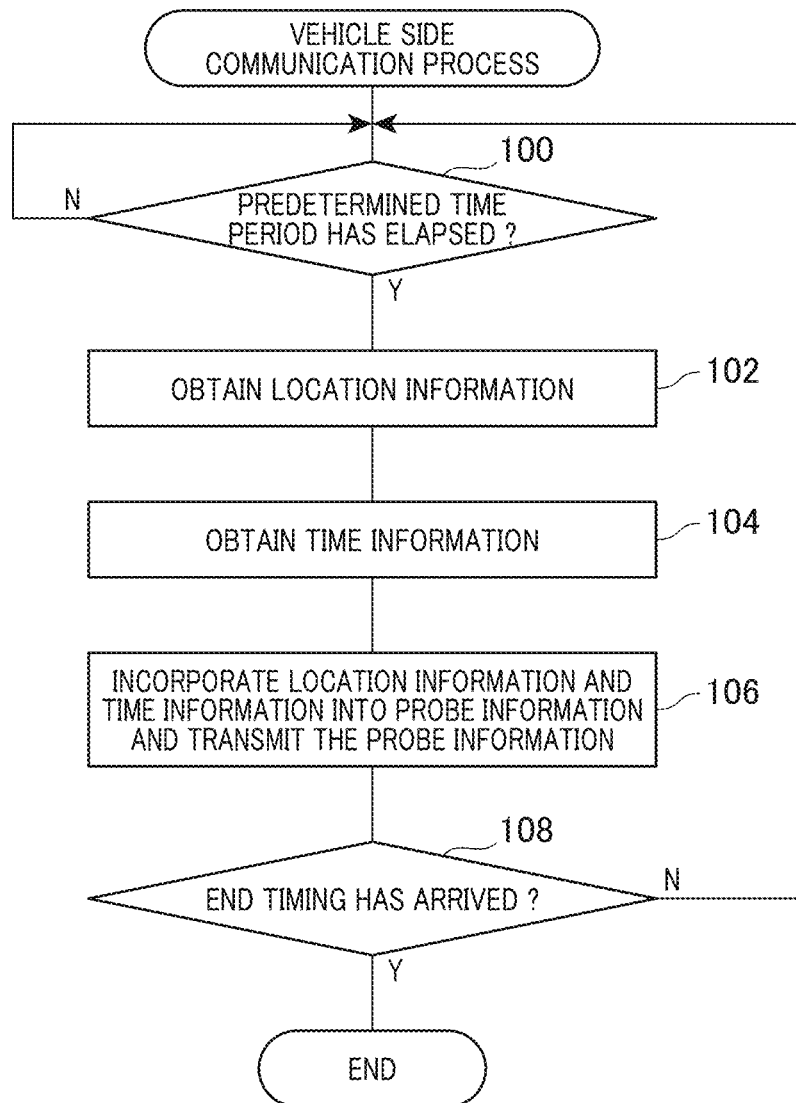 VEHICLE SIDE
COMMUNICATION PROCESS
100
N
PREDETERMINED TIME
PERIOD HAS ELAPSED ?
Y
OBTAIN LOCATION INFORMATION
102
OBTAIN TIME INFORMATION
104
INCORPORATE LOCATION INFORMATION AND
TIME INFORMATION INTO PROBE INFORMATION
AND TRANSMIT THE PROBE INFORMATION
106
108
END TIMING HAS ARRIVED ?
N
Y
END